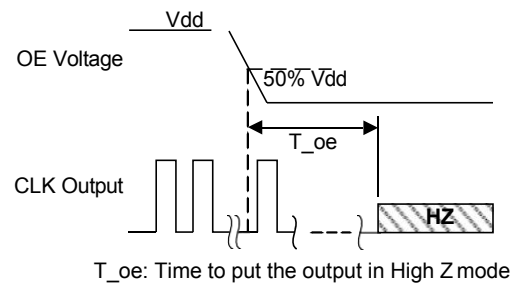 Vdd
OE Voltage
50% Vdd
T_oe
CLK Output
HZ
T_oe: Time to put the output in High Z mode